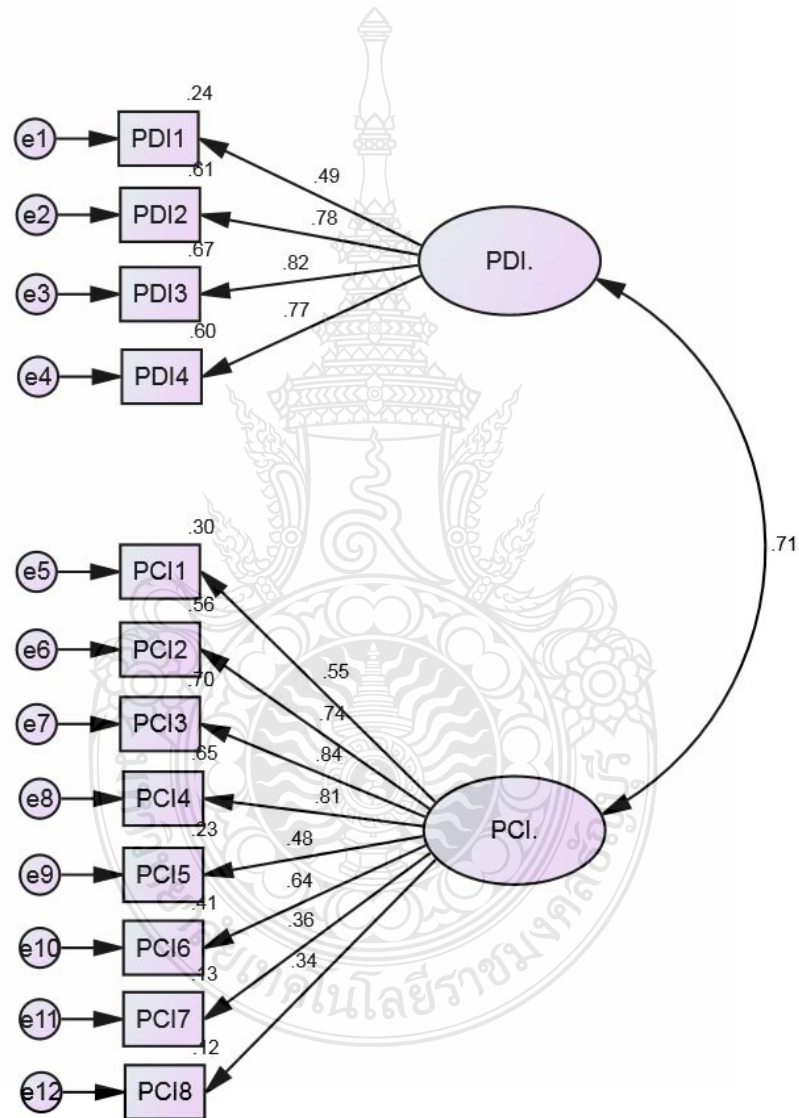 .24
e1
PDI1
.49
.61
e2
PDI2
.78
.67
e3
PDI3
.82
PDI.
.60
e4
PDI4
.77
.71
.30
e5
PCI1
.55
.56
e6
PCI2
.74
.70
e7
PCI3
.84
.65
e8
PCI4
.81
PCI.
.23
e9
PCI5
.48
.41
e10
PCI6
.64
.13
e11
PCI7
.36
.12
e12
PCI8
.34